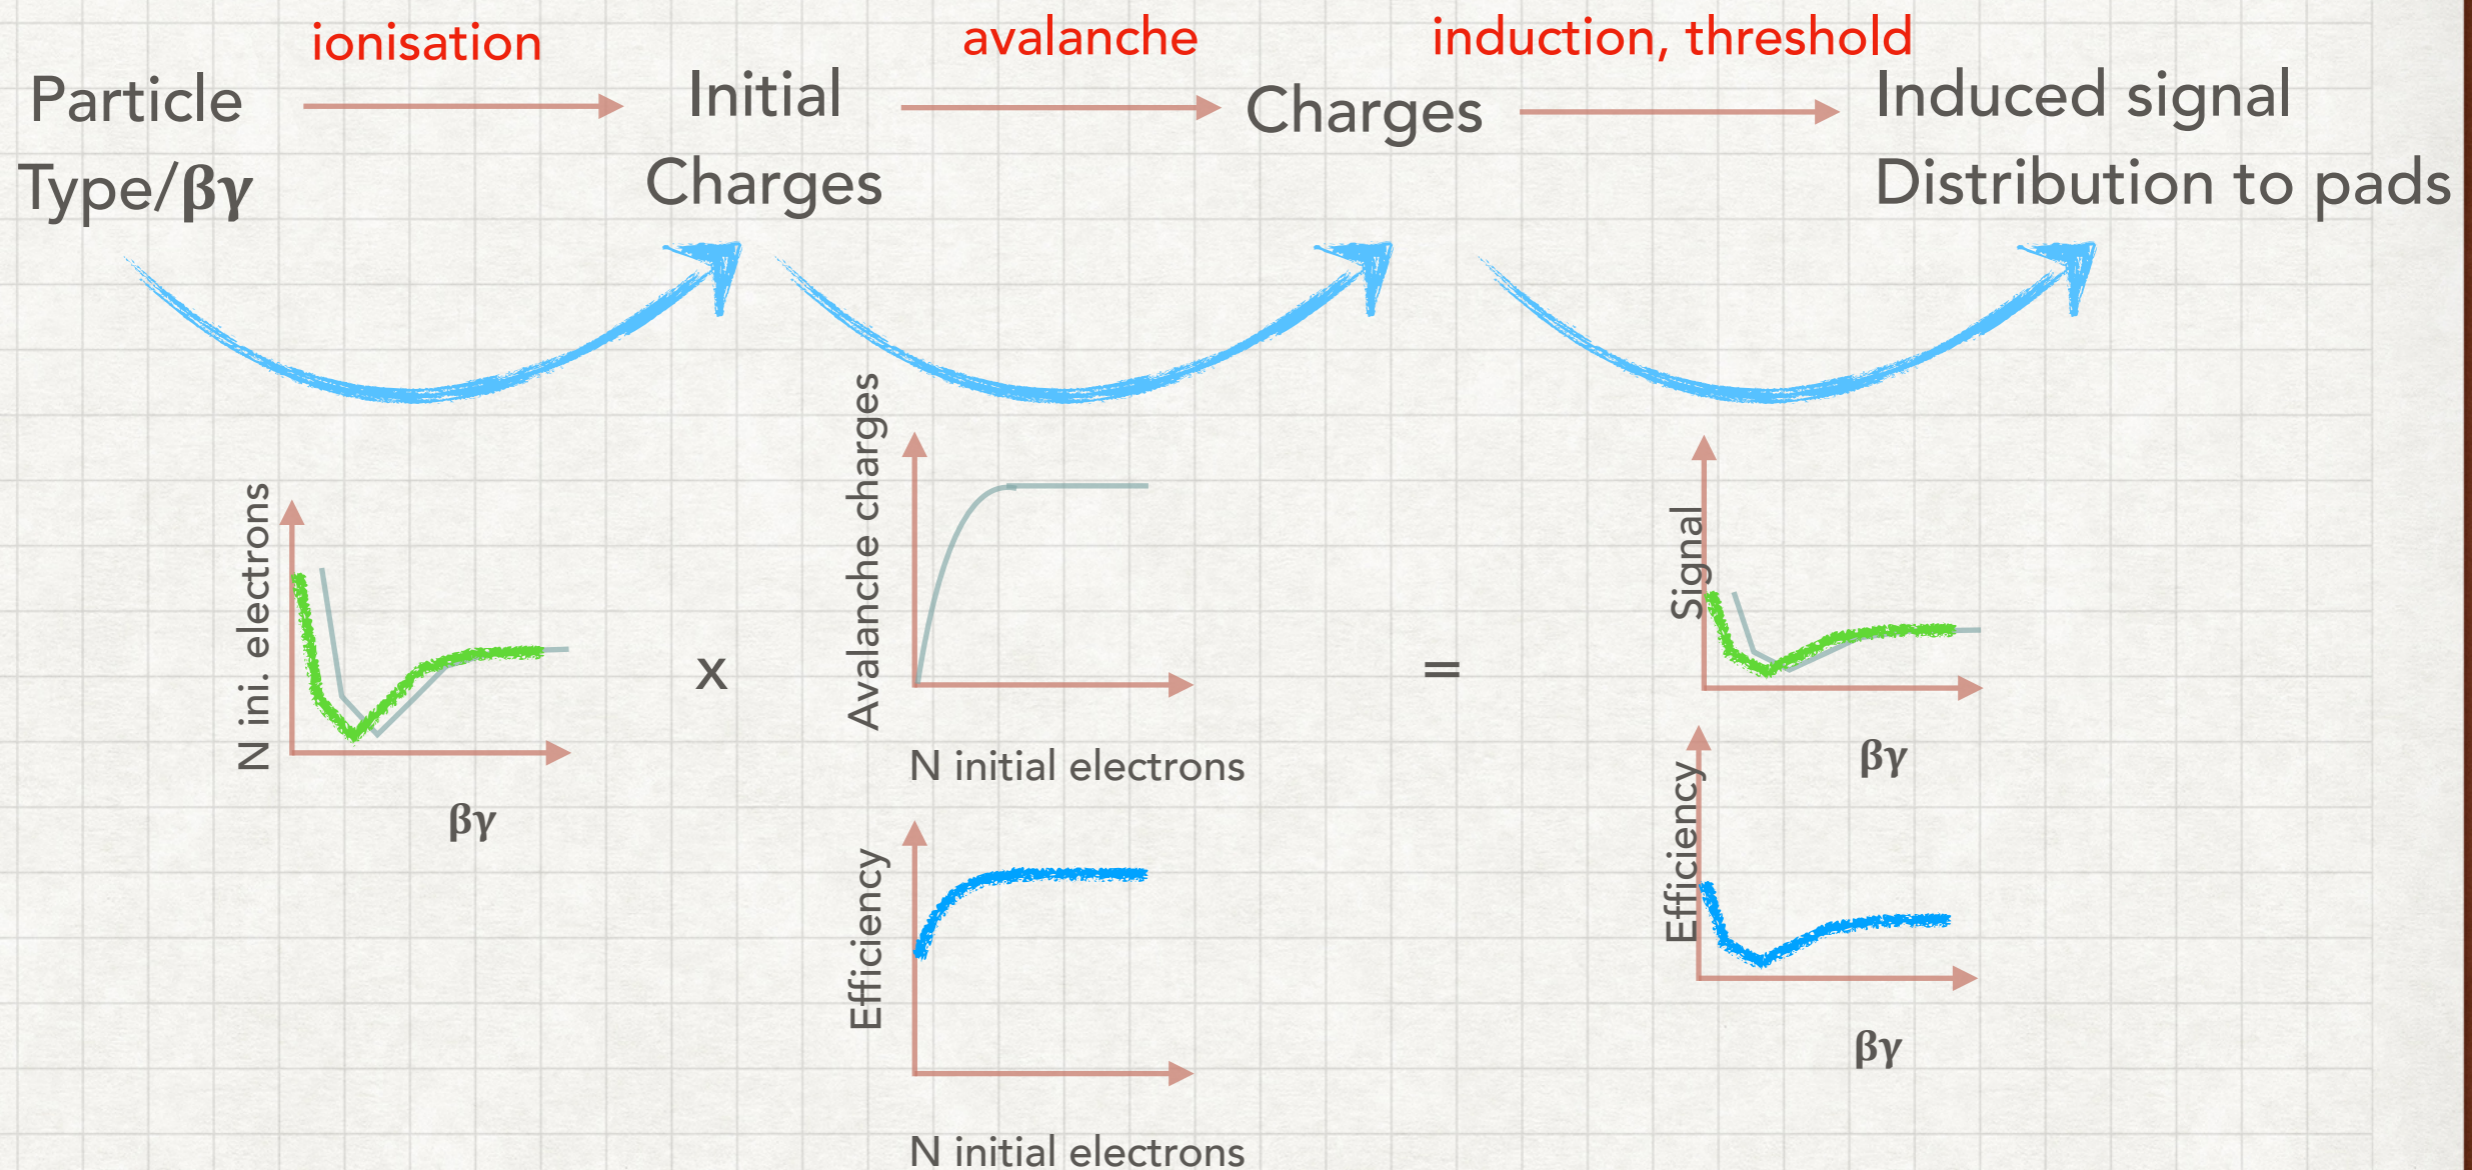 ionisation
avalanche
induction, threshold
Particle
Type/βγ
Initial
Charges
Charges
Induced signal
Distribution to pads
N ini. electrons
βγ
x
Avalanche charges
N initial electrons
=
Signal
βγ
Efficiency
N initial electrons
Efficiency
βγ